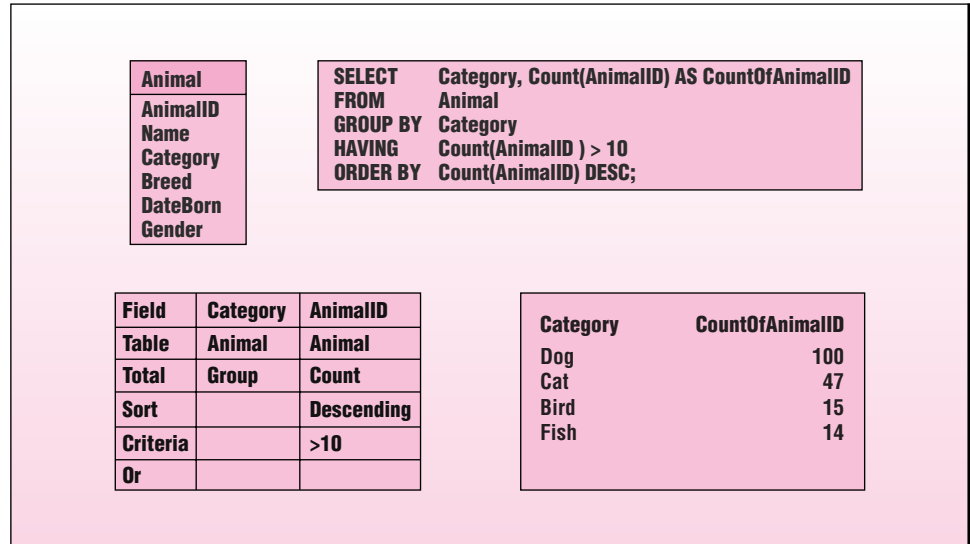 Animal
AnimalID
Name
Category
Breed
DateBorn
Gender
SELECT Category, Count(AnimalID) AS CountOfAnimalID
FROM Animal
GROUP BY Category
HAVING Count(AnimalID ) > 10
ORDER BY Count(AnimalID) DESC;
Field Category AnimalID
Table Animal Animal
Total Group Count
Sort Descending
Criteria >10
Or
Category CountOfAnimalID
Dog 100
Cat 47
Bird 15
Fish 14